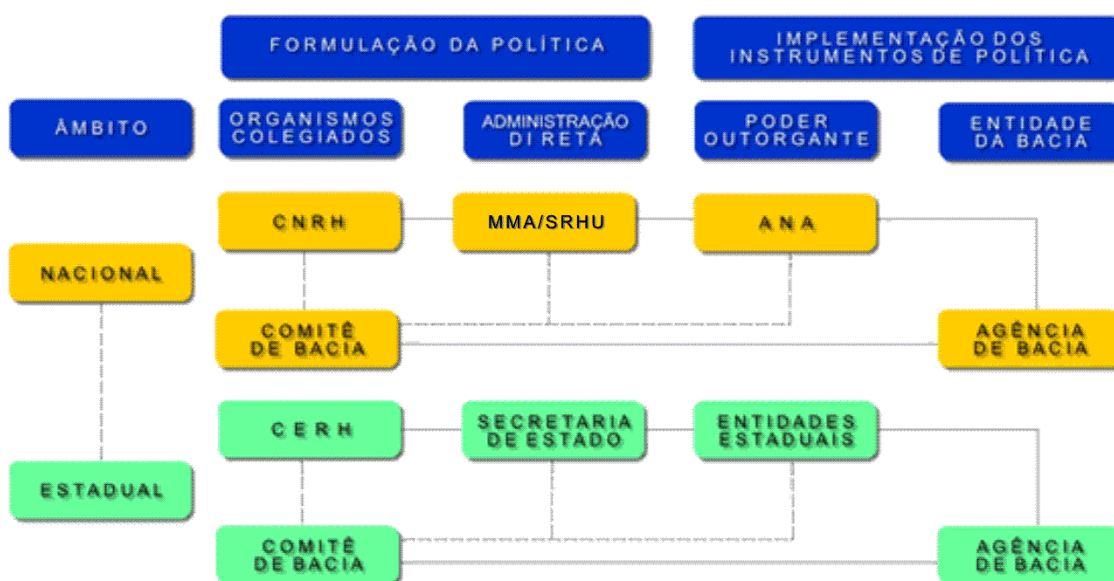 FORMULAÇÃO DA POLÍTICA
IMPLEMENTAÇÃO DOS
INSTRUMENTOS DE POLÍTICA
ÂMBITO
ORGANISMOS
COLEGIADOS
ADMINISTRAÇÃO
DIRETA
PODER
OUTORGANTE
ENTIDADE
DA BACIA
NACIONAL
CNRH
MMA/SRHU
ANA
COMITÊ
DE BACIA
AGÊNCIA
DE BACIA
ESTADUAL
CERH
SECRETARIA
DE ESTADO
ENTIDADES
ESTADUAIS
COMITÊ
DE BACIA
AGÊNCIA
DE BACIA